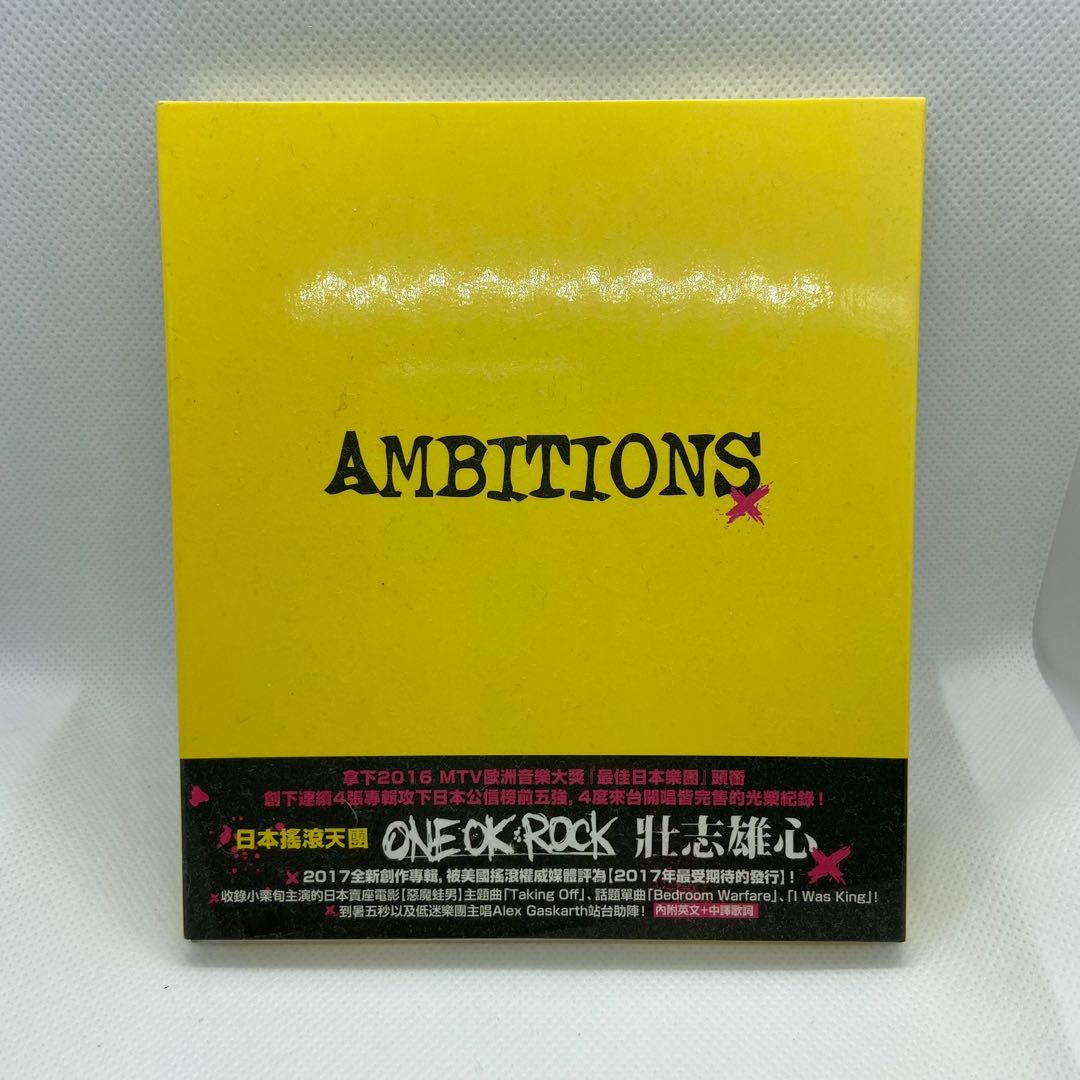 AMBITIONS
拿下2016 MTV歐洲音樂大獎『最佳日本樂團』頭銜
創下連續4張專輯攻下日本公信榜前五強, 4度來台開唱皆完售的光榮紀錄!
日本搖滾天團 ONE OK ROCK 壯志雄心
2017全新創作專輯, 被美國搖滾權威媒體評為【2017年最受期待的發行】!
收錄小栗旬主演的日本賣座電影【惡魔蛙男】主題曲「Taking Off」、話題單曲「Bedroom Warfare」、「I Was King」!
到暑五秒以及低迷樂團主唱Alex Gaskarth站台助陣! 內附英文+中譯歌詞